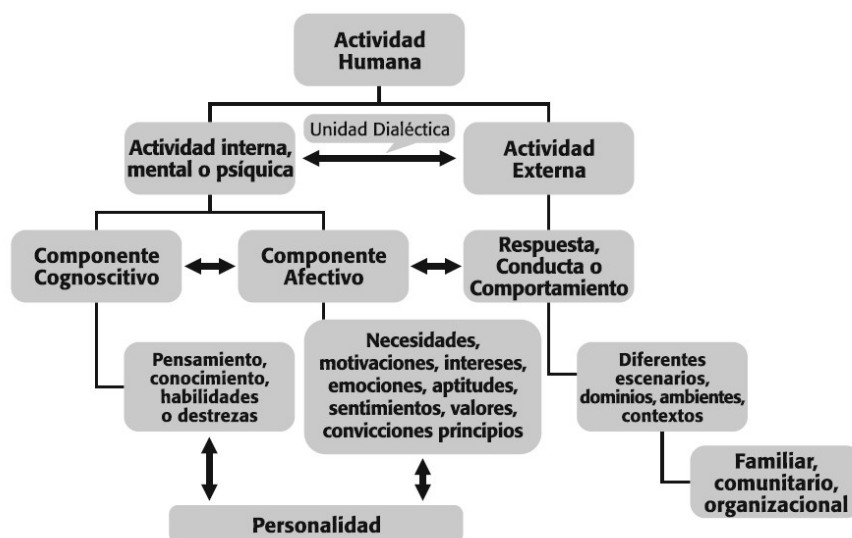 Actividad
Humana
Unidad Dialéctica
Actividad interna,
mental o psíquica
Actividad
Externa
Componente
Cognoscitivo
Componente
Afectivo
Respuesta,
Conducta o
Comportamiento
Pensamiento,
conocimiento,
habilidades
o destrezas
Necesidades,
motivaciones, intereses,
emociones, aptitudes,
sentimientos, valores,
convicciones principios
Diferentes
escenarios,
dominios, ambientes,
contextos
Familiar,
comunitario,
organizacional
Personalidad